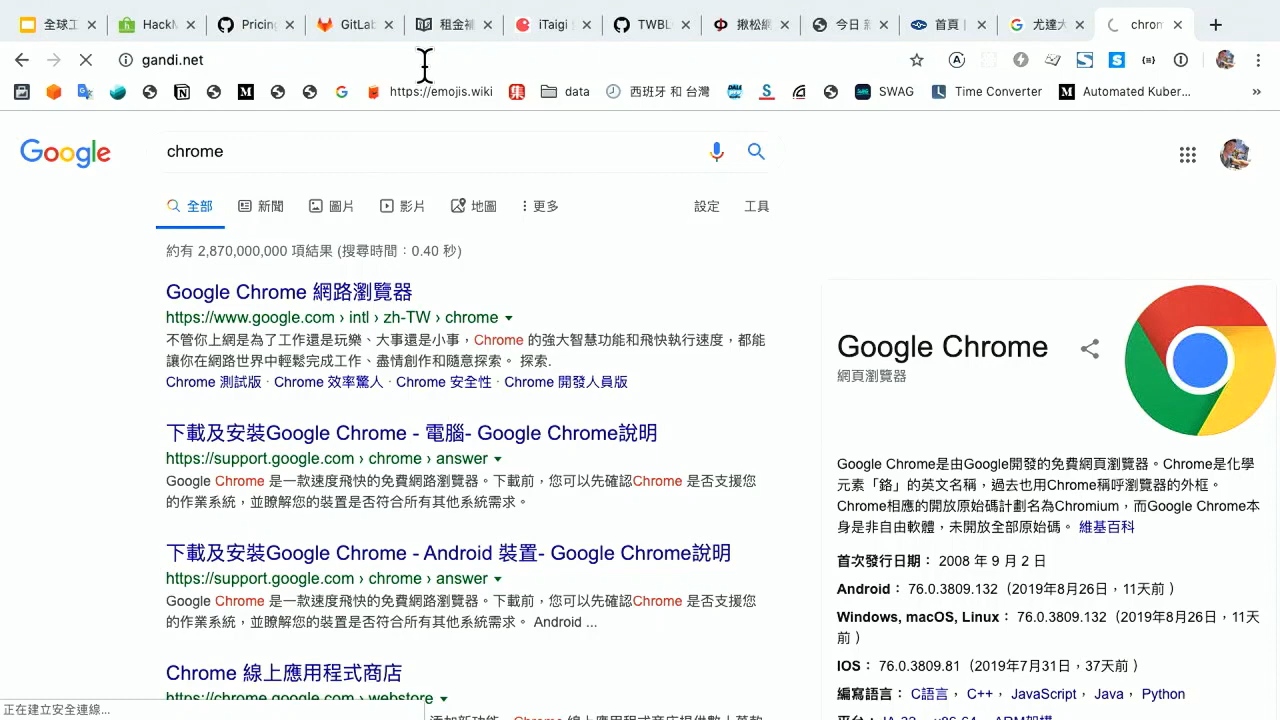 全球工
HackM
Pricing
GitLab
租金補
iTaigi
TWBL
揪松網
今日 新
首頁 |
尤達大
chrom
gandi.net
https://emojis.wiki
data
西班牙 和 台灣
SWAG
Time Converter
Automated Kuber...
Google
chrome
全部
新聞
圖片
影片
地圖
更多
設定
工具
約有 2,870,000,000 項結果 (搜尋時間：0.40 秒)
Google Chrome 網路瀏覽器
https://www.google.com › intl › zh-TW › chrome
不管你上網是為了工作還是玩樂、大事還是小事，Chrome 的強大智慧功能和飛快執行速度，都能
讓你在網路世界中輕鬆完成工作、盡情創作和隨意探索。 探索.
Chrome 測試版 · Chrome 效率驚人 · Chrome 安全性 · Chrome 開發人員版
下載及安裝Google Chrome - 電腦- Google Chrome說明
https://support.google.com › chrome › answer
Google Chrome 是一款速度飛快的免費網路瀏覽器。下載前，您可以先確認Chrome 是否支援您
的作業系統，並瞭解您的裝置是否符合所有其他系統需求。
下載及安裝Google Chrome - Android 裝置- Google Chrome說明
https://support.google.com › chrome › answer
Google Chrome 是一款速度飛快的免費網路瀏覽器。下載前，您可以先確認Chrome 是否支援您
的作業系統，並瞭解您的裝置是否符合所有其他系統需求。 Android ...
Chrome 線上應用程式商店
https://chrome.google.com › webstore
正在建立安全連線...
Google Chrome
網頁瀏覽器
Google Chrome是由Google開發的免費網頁瀏覽器。Chrome是化學
元素「鉻」的英文名稱，過去也用Chrome稱呼瀏覽器的外框。
Chrome相應的開放原始碼計劃名為Chromium，而Google Chrome本
身是非自由軟體，未開放全部原始碼。 維基百科
首次發行日期： 2008 年 9 月 2 日
Android： 76.0.3809.132（2019年8月26日，11天前 ）
Windows, macOS, Linux： 76.0.3809.132（2019年8月26日，11天
前 ）
IOS： 76.0.3809.81（2019年7月31日，37天前 ）
編寫語言： C語言， C++， JavaScript， Java， Python